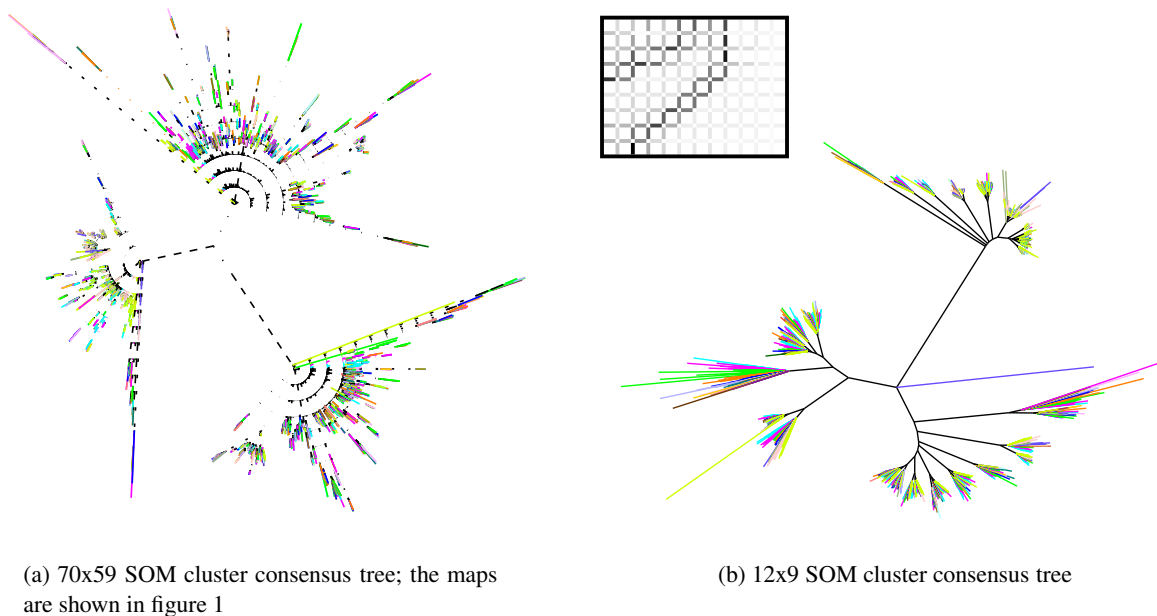 (a) 70x59 SOM cluster consensus tree; the maps
are shown in figure 1
(b) 12x9 SOM cluster consensus tree